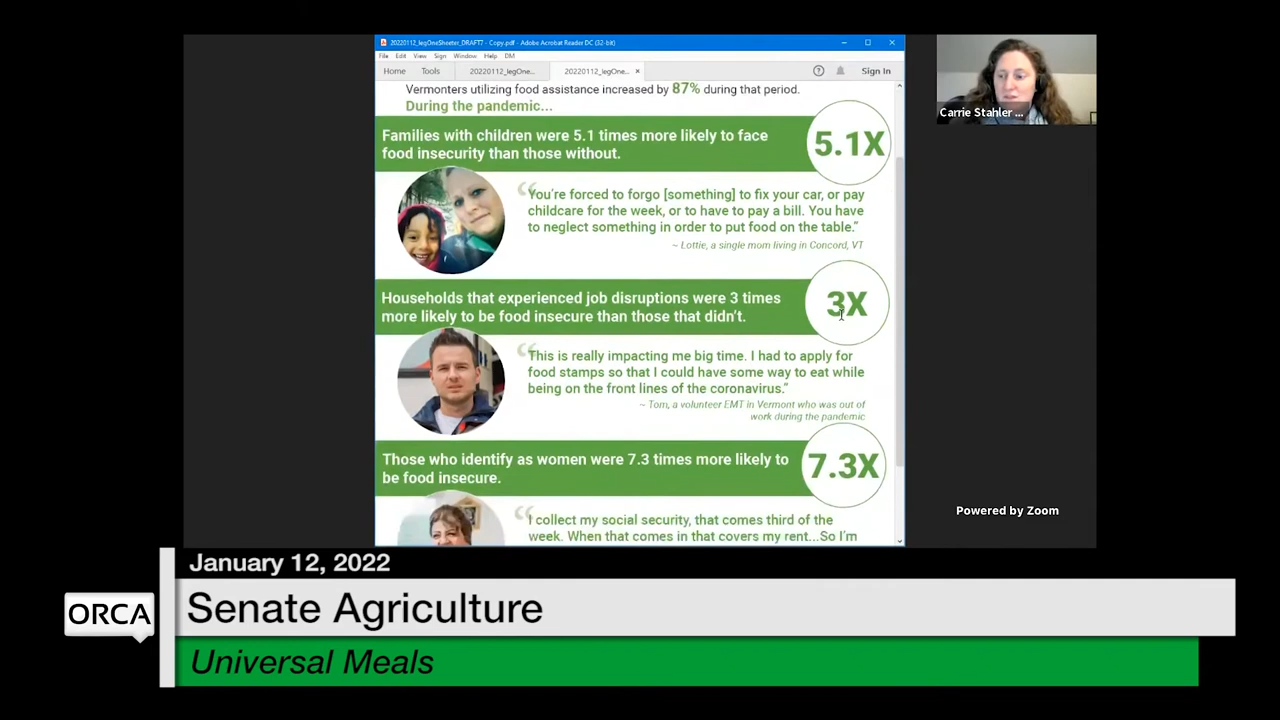 20220112_legOneSheeter_DRAFT7 - Copy.pdf - Adobe Acrobat Reader DC (32-bit)
File Edit View Sign Window Help DM
Home Tools 20220112_legOne... 20220112_legOne... × ? Sign In
Vermonters utilizing food assistance increased by 87% during that period.
During the pandemic...
Families with children were 5.1 times more likely to face
food insecurity than those without.
5.1X
“You’re forced to forgo [something] to fix your car, or pay
childcare for the week, or to have to pay a bill. You have
to neglect something in order to put food on the table.”
~ Lottie, a single mom living in Concord, VT
Households that experienced job disruptions were 3 times
more likely to be food insecure than those that didn’t.
3X
“This is really impacting me big time. I had to apply for
food stamps so that I could have some way to eat while
being on the front lines of the coronavirus.”
~ Tom, a volunteer EMT in Vermont who was out of
work during the pandemic
Those who identify as women were 7.3 times more likely to
be food insecure.
7.3X
“I collect my social security, that comes third of the
week. When that comes in that covers my rent...So I’m
Carrie Stahler ...
Powered by Zoom
January 12, 2022
ORCA
Senate Agriculture
Universal Meals